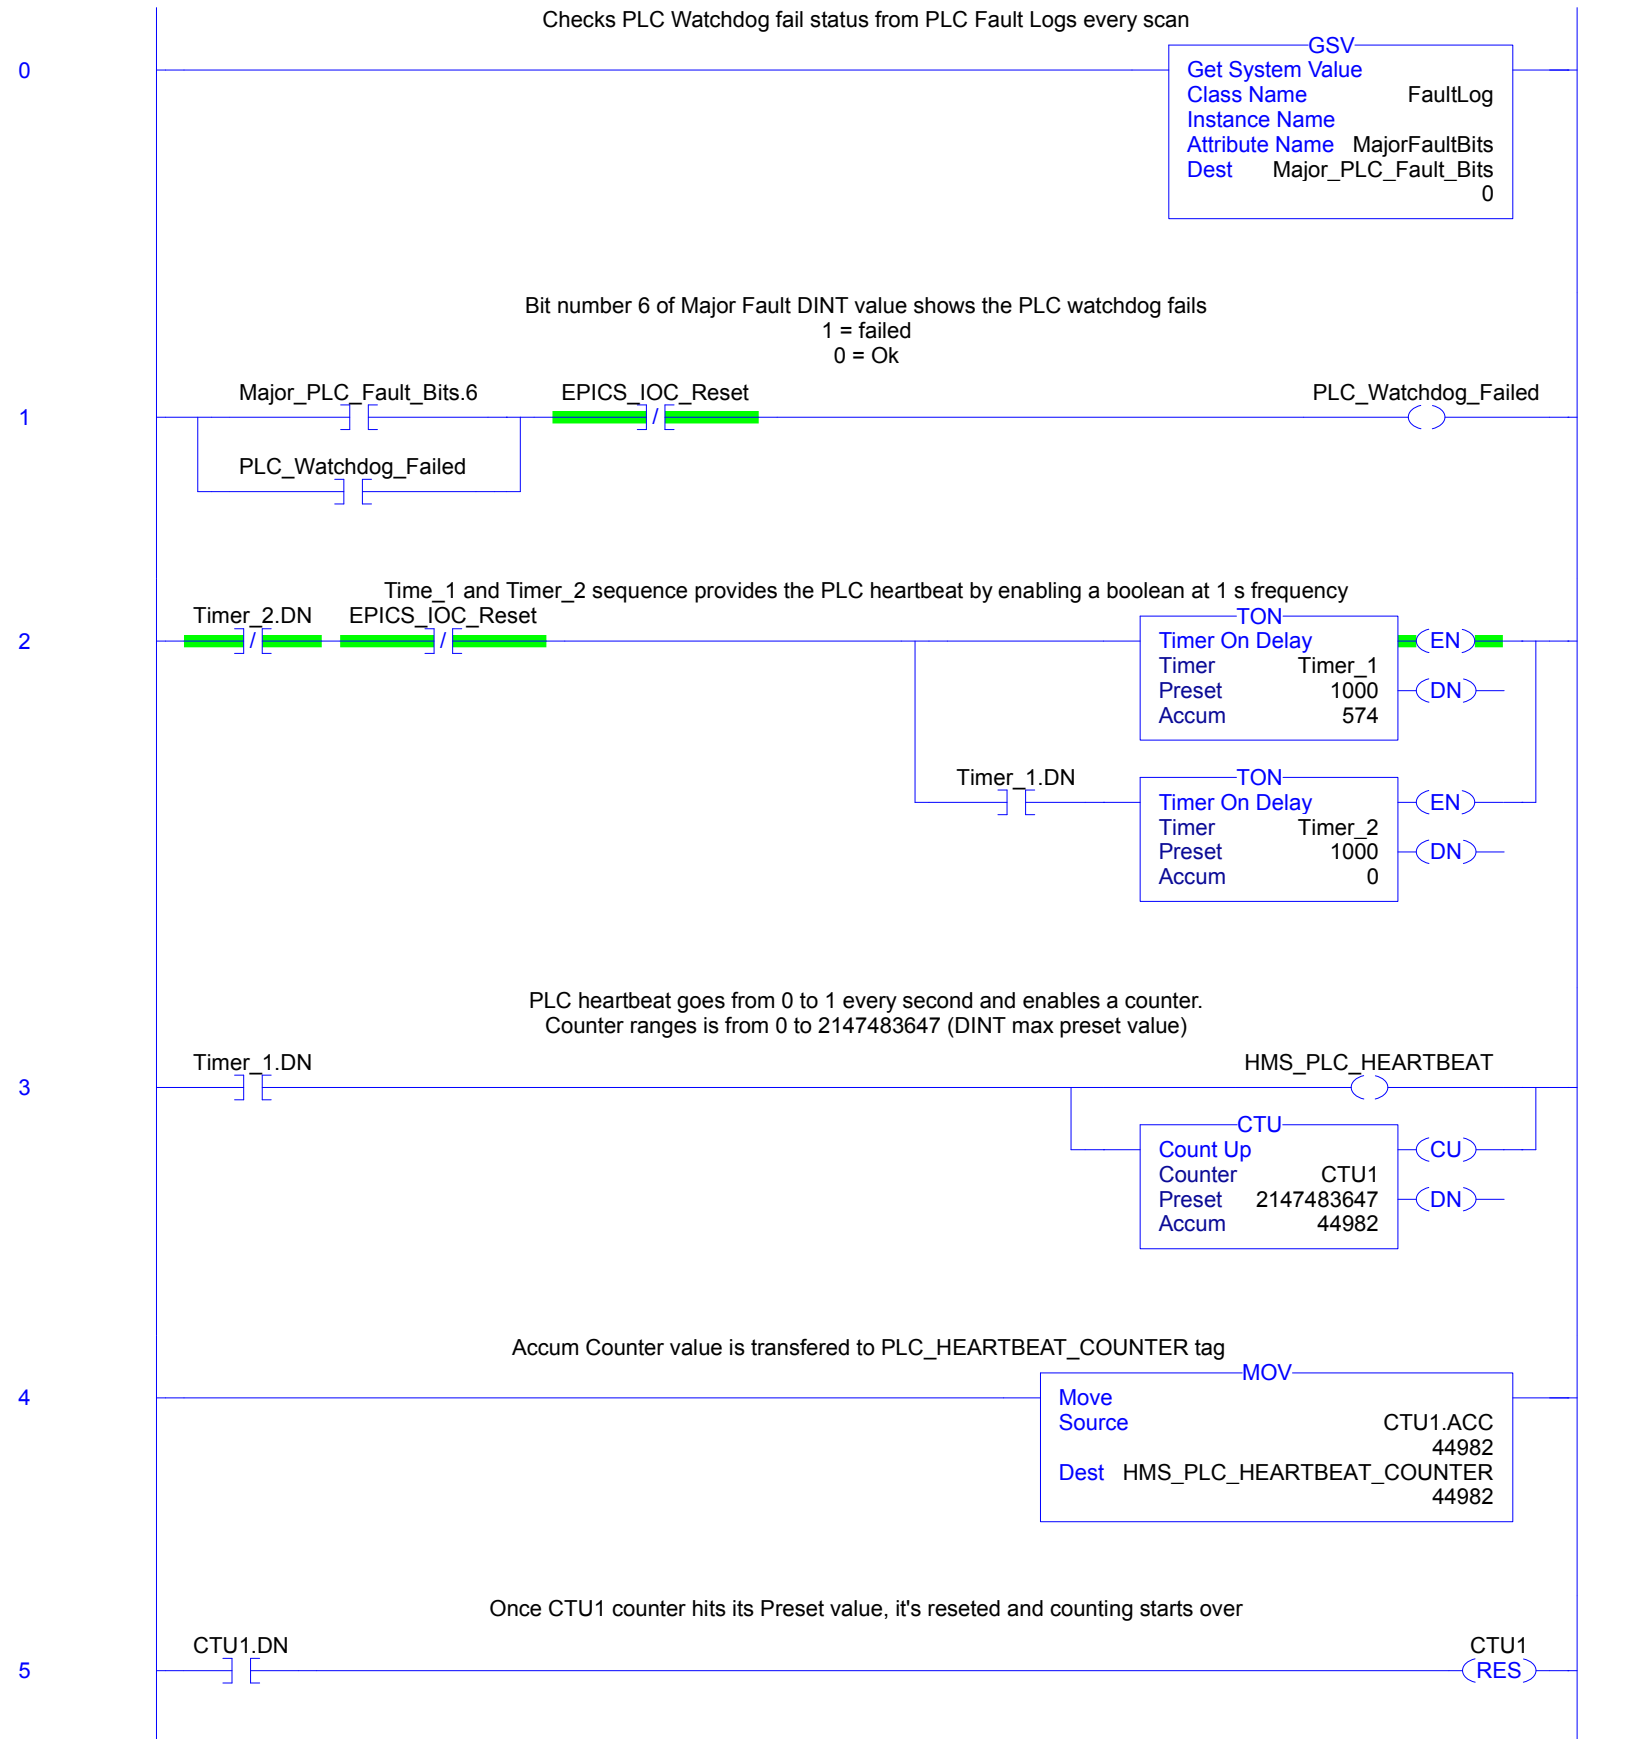 Checks PLC Watchdog fail status from PLC Fault Logs every scan
0
GSV
Get System Value
Class Name FaultLog
Instance Name
Attribute Name MajorFaultBits
Dest Major_PLC_Fault_Bits
0
Bit number 6 of Major Fault DINT value shows the PLC watchdog fails
1 = failed
0 = Ok
Major_PLC_Fault_Bits.6 EPICS_IOC_Reset PLC_Watchdog_Failed
1 /
PLC_Watchdog_Failed
Time_1 and Timer_2 sequence provides the PLC heartbeat by enabling a boolean at 1 s frequency
Timer_2.DN EPICS_IOC_Reset
2 / /
TON
Timer On Delay EN
Timer Timer_1
Preset 1000 DN
Accum 574
Timer_1.DN
TON
Timer On Delay EN
Timer Timer_2
Preset 1000 DN
Accum 0
PLC heartbeat goes from 0 to 1 every second and enables a counter.
Counter ranges is from 0 to 2147483647 (DINT max preset value)
Timer_1.DN HMS_PLC_HEARTBEAT
3
CTU
Count Up CU
Counter CTU1
Preset 2147483647 DN
Accum 44982
Accum Counter value is transfered to PLC_HEARTBEAT_COUNTER tag
4
MOV
Move
Source CTU1.ACC
44982
Dest HMS_PLC_HEARTBEAT_COUNTER
44982
Once CTU1 counter hits its Preset value, it's reseted and counting starts over
CTU1.DN CTU1
5 RES